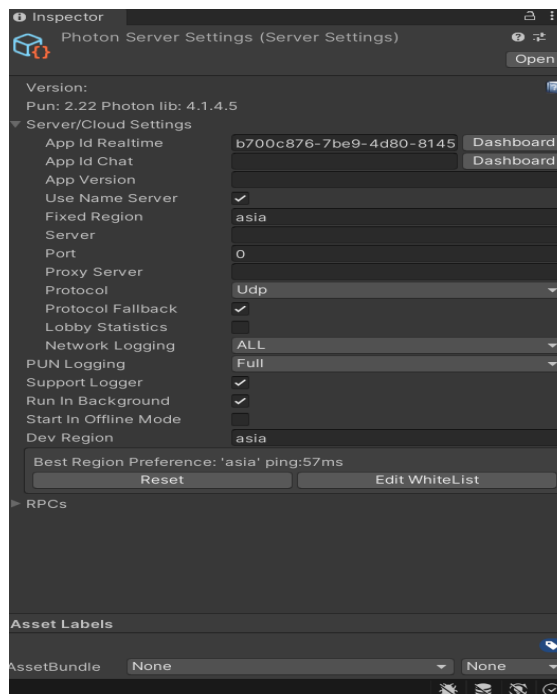 Inspector
Photon Server Settings (Server Settings)
Open
Version:
Pun: 2.22 Photon lib: 4.1.4.5
Server/Cloud Settings
App Id Realtime b700c876-7be9-4d80-8145 Dashboard
App Id Chat Dashboard
App Version
Use Name Server
Fixed Region asia
Server
Port 0
Proxy Server
Protocol Udp
Protocol Fallback
Lobby Statistics
Network Logging ALL
PUN Logging Full
Support Logger
Run In Background
Start In Offline Mode
Dev Region asia
Best Region Preference: 'asia' ping:57ms
Reset Edit WhiteList
RPCs
Asset Labels
AssetBundle None None